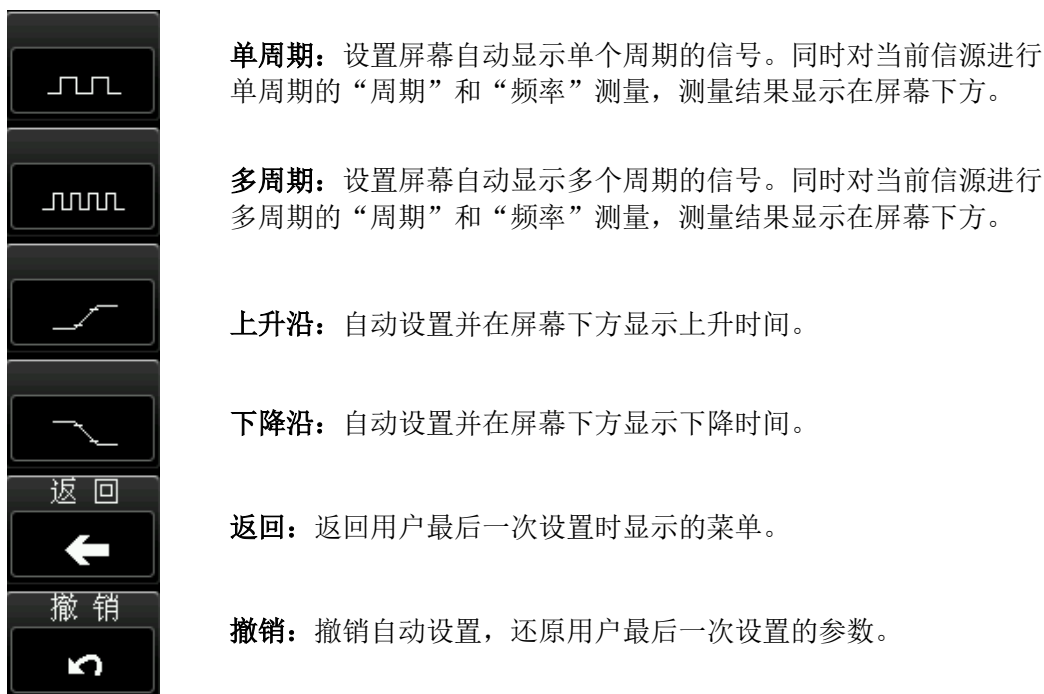 单周期：设置屏幕自动显示单个周期的信号。同时对当前信源进行
单周期的“周期”和“频率”测量，测量结果显示在屏幕下方。
多周期：设置屏幕自动显示多个周期的信号。同时对当前信源进行
多周期的“周期”和“频率”测量，测量结果显示在屏幕下方。
上升沿：自动设置并在屏幕下方显示上升时间。
下降沿：自动设置并在屏幕下方显示下降时间。
返 回
返回：返回用户最后一次设置时显示的菜单。
撤 销
撤销：撤销自动设置，还原用户最后一次设置的参数。